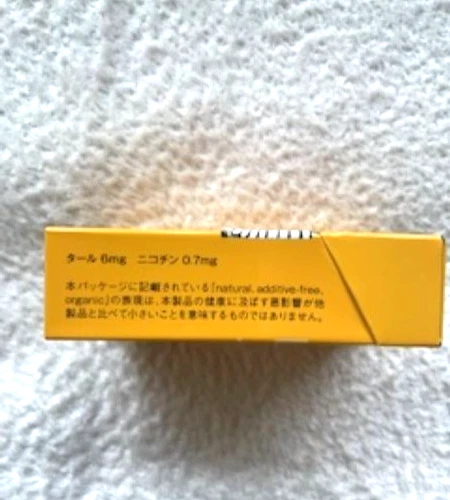 タール 6mg ニコチン 0.7mg
本パッケージに記載されている「natural, additive-free,
organic」の表現は、本製品の健康に及ぼす悪影響が他
製品と比べて小さいことを意味するものではありません。